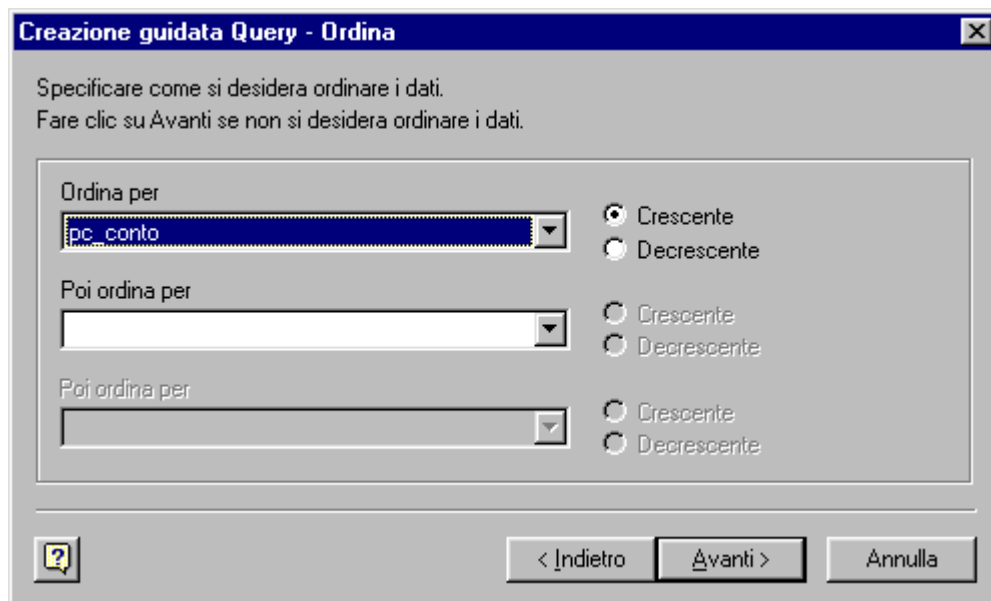 Creazione guidata Query - Ordina
Specificare come si desidera ordinare i dati.
Fare clic su Avanti se non si desidera ordinare i dati.
Ordina per
pc_conto
Crescente
Decrescente
Poi ordina per
Crescente
Decrescente
Poi ordina per
Crescente
Decrescente
?
< Indietro
Avanti >
Annulla